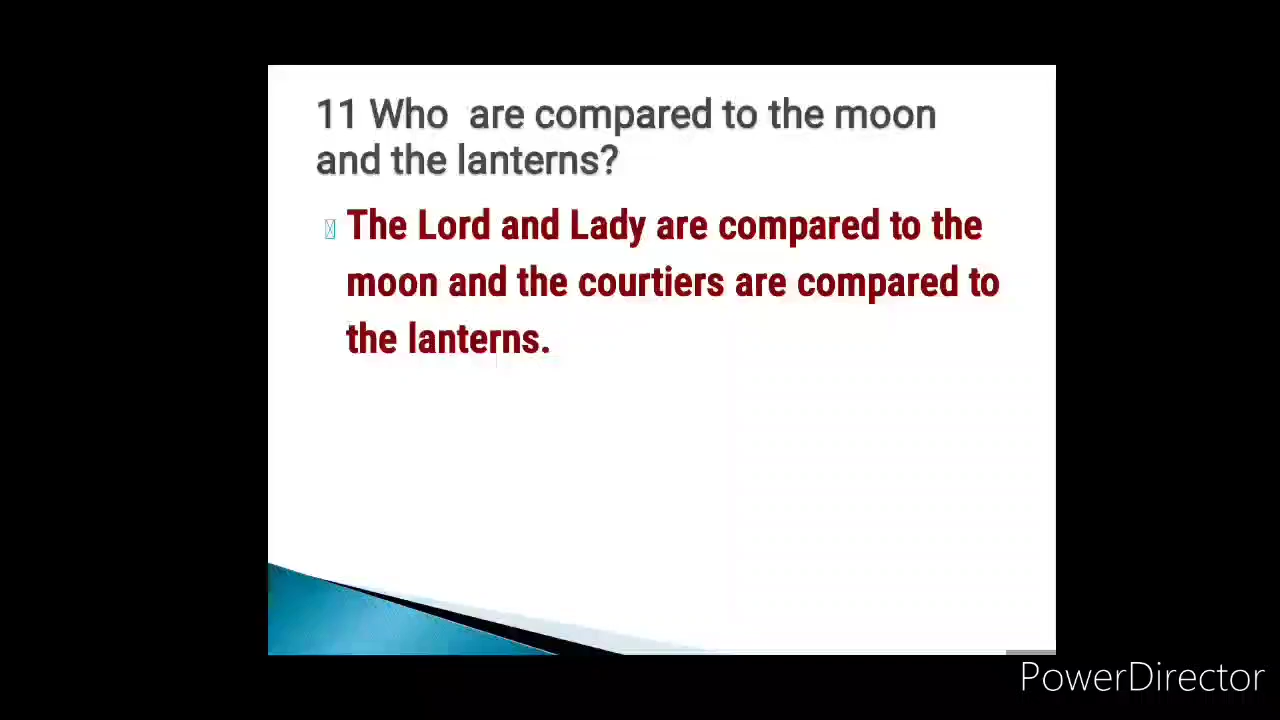 11 Who are compared to the moon
and the lanterns?
The Lord and Lady are compared to the
moon and the courtiers are compared to
the lanterns.
PowerDirector